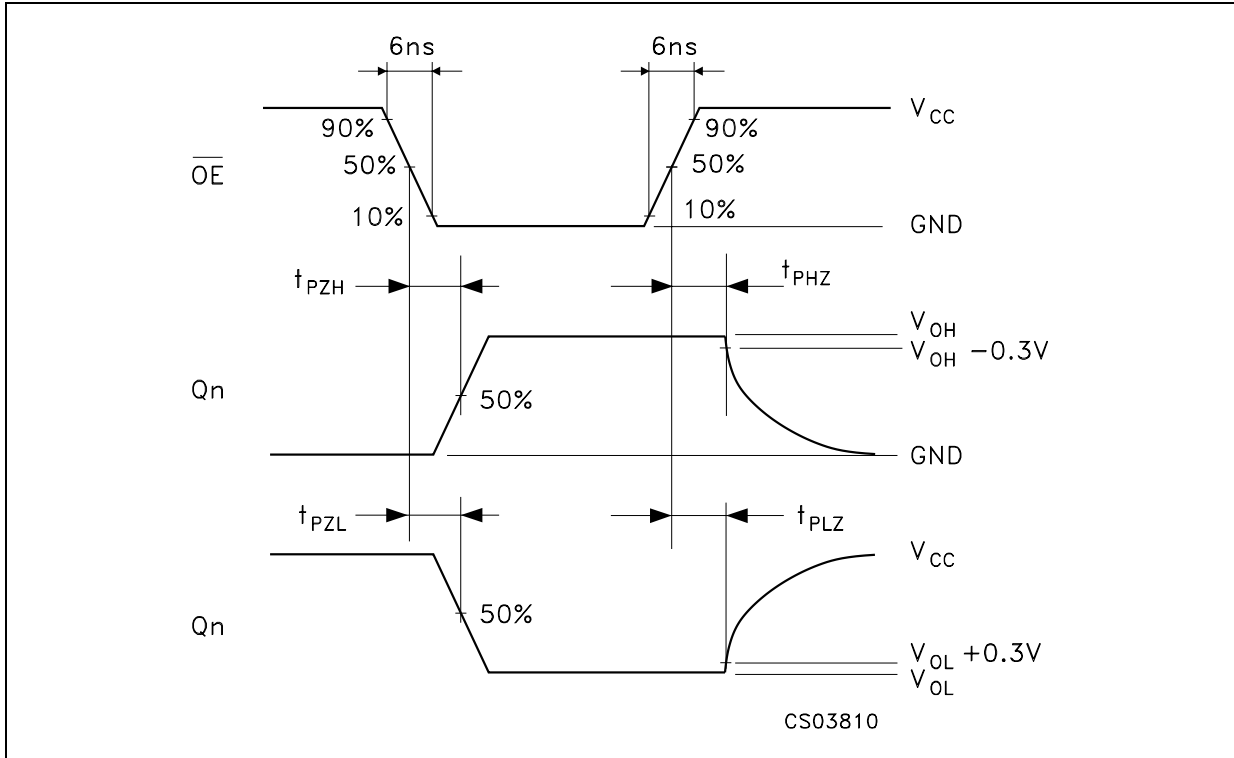 6ns 6ns
V_CC
90% 90%
O̅E̅ 50% 50%
10% 10%
GND
t_PZH t_PHZ
V_OH
V_OH -0.3V
Qn 50%
GND
t_PZL t_PLZ
V_CC
50%
Qn
V_OL +0.3V
V_OL
CS03810